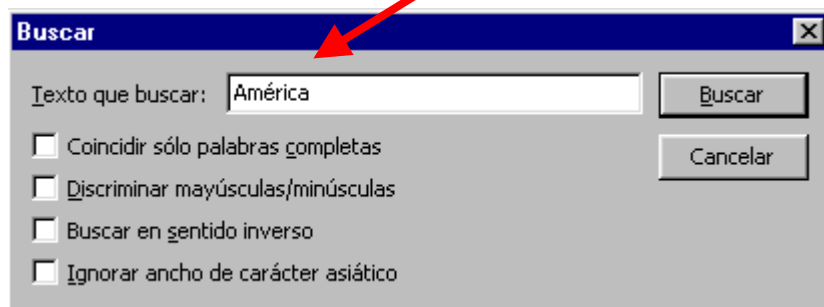 Buscar
Texto que buscar: América Buscar
Coincidir sólo palabras completas Cancelar
Discriminar mayúsculas/minúsculas
Buscar en sentido inverso
Ignorar ancho de carácter asiático